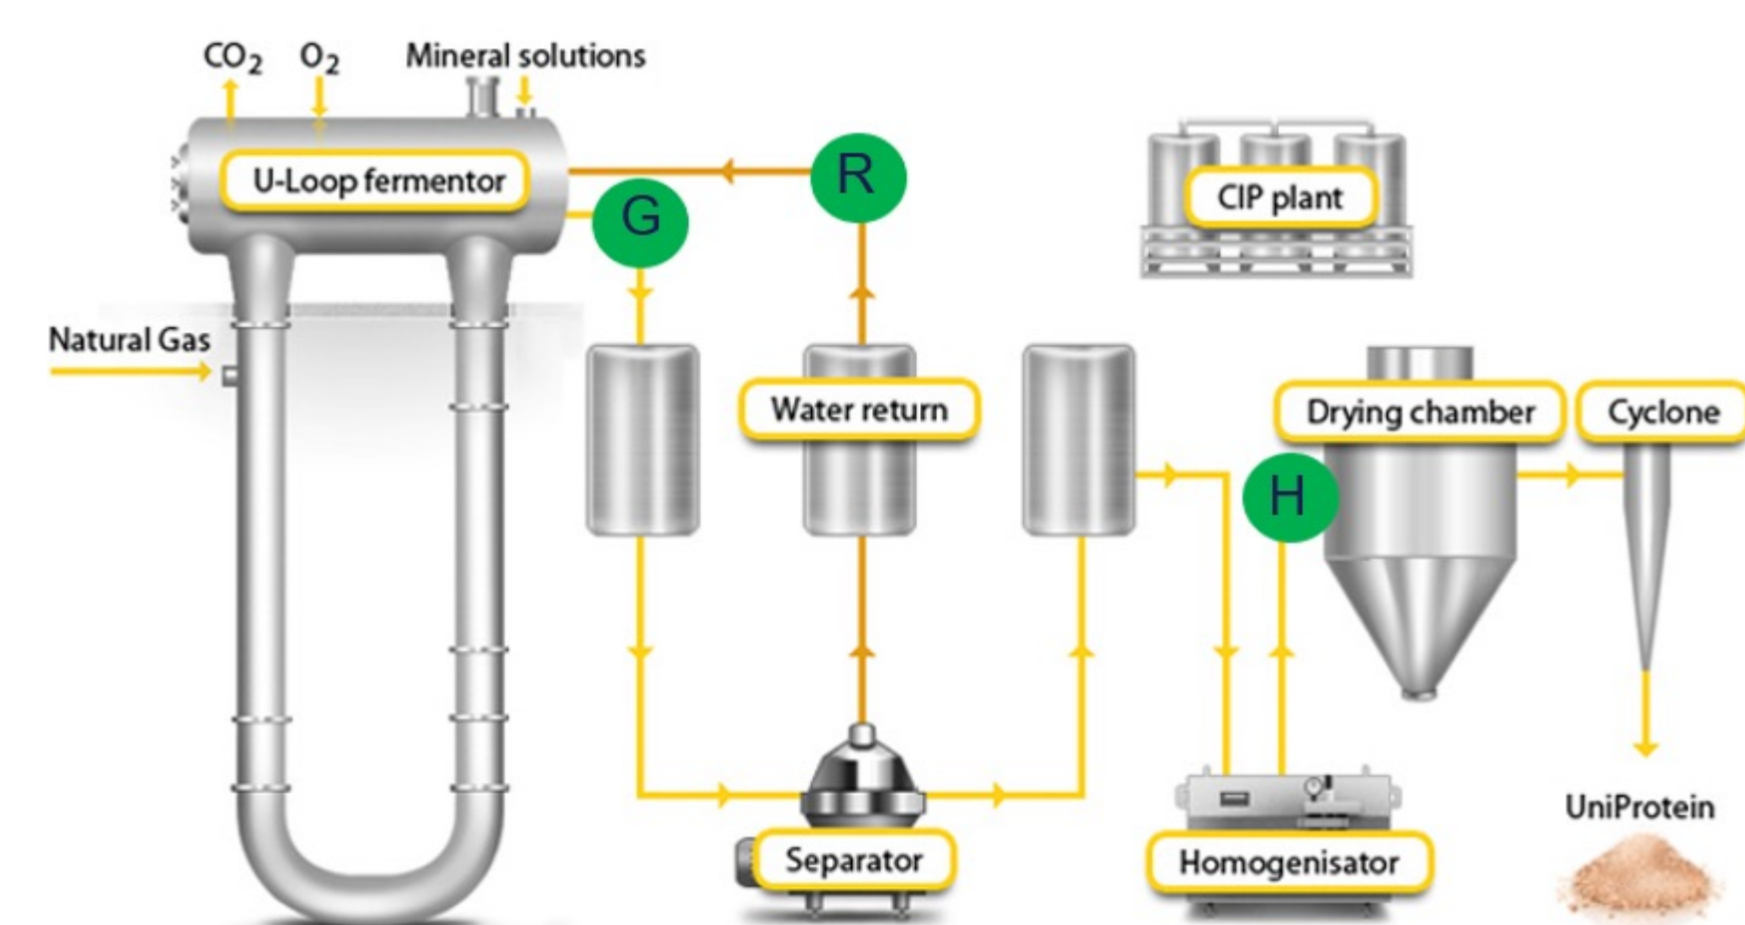 CO2
O2
Mineral solutions
U-Loop fermentor
R
G
CIP plant
Natural Gas
Water return
Drying chamber
Cyclone
H
UniProtein
Separator
Homogenisator